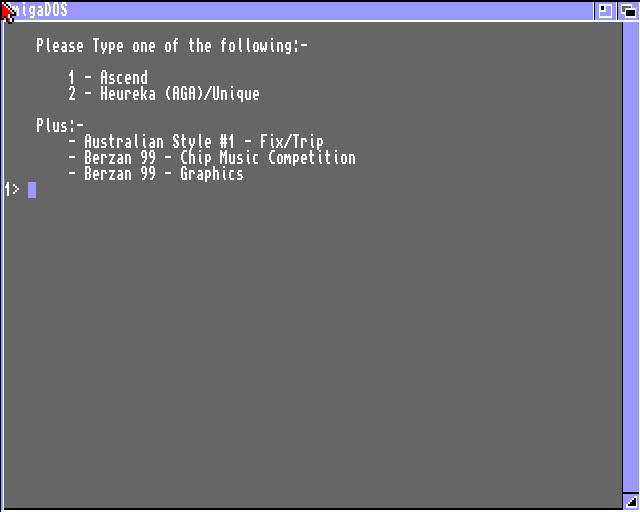 AmigaDOS
Please Type one of the following:-
1 - Ascend
2 - Heureka (AGA)/Unique
Plus:-
- Australian Style #1 - Fix/Trip
- Berzan 99 - Chip Music Competition
- Berzan 99 - Graphics
1>